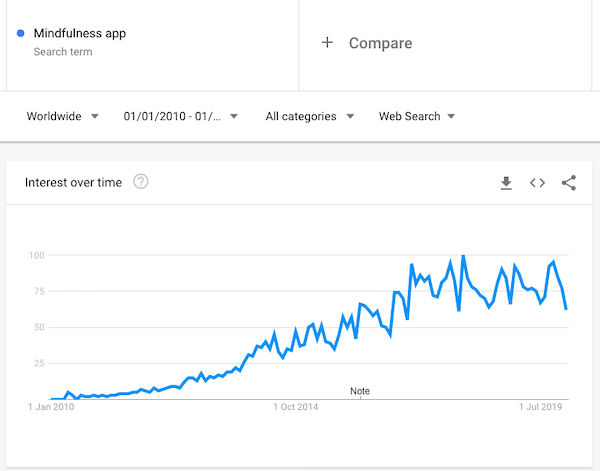 Mindfulness app
Search term
+ Compare
Worldwide
01/01/2010 - 01/...
All categories
Web Search
Interest over time ?
100
75
50
25
Note
1 Jan 2010
1 Oct 2014
1 Jul 2019